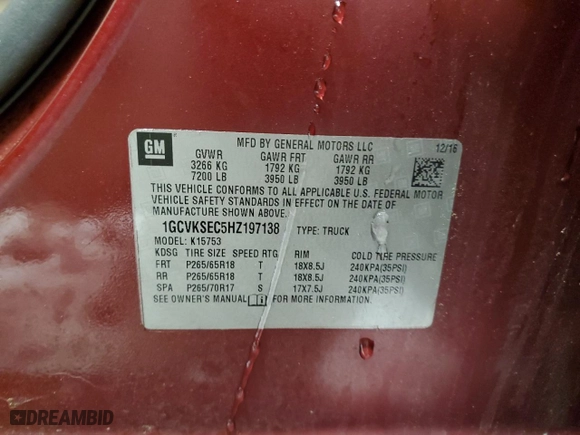 GM
MFD BY GENERAL MOTORS LLC 12/16
GVWR GAWR FRT GAWR RR
3266 KG 1792 KG 1792 KG
7200 LB 3950 LB 3950 LB
THIS VEHICLE CONFORMS TO ALL APPLICABLE U.S. FEDERAL MOTOR
VEHICLE SAFETY STANDARDS IN EFFECT ON THE DATE OF
MANUFACTURE SHOWN ABOVE.
1GCVKSEC5HZ197138 TYPE: TRUCK
MODEL: K15753
KDSG TIRE SIZE SPEED RTG RIM COLD TIRE PRESSURE
FRT P265/65R18 T 18X8.5J 240KPA(35PSI)
RR P265/65R18 T 18X8.5J 240KPA(35PSI)
SPA P265/70R17 S 17X7.5J 240KPA(35PSI)
SEE OWNER'S MANUAL FOR MORE INFORMATION.
DREAMBID